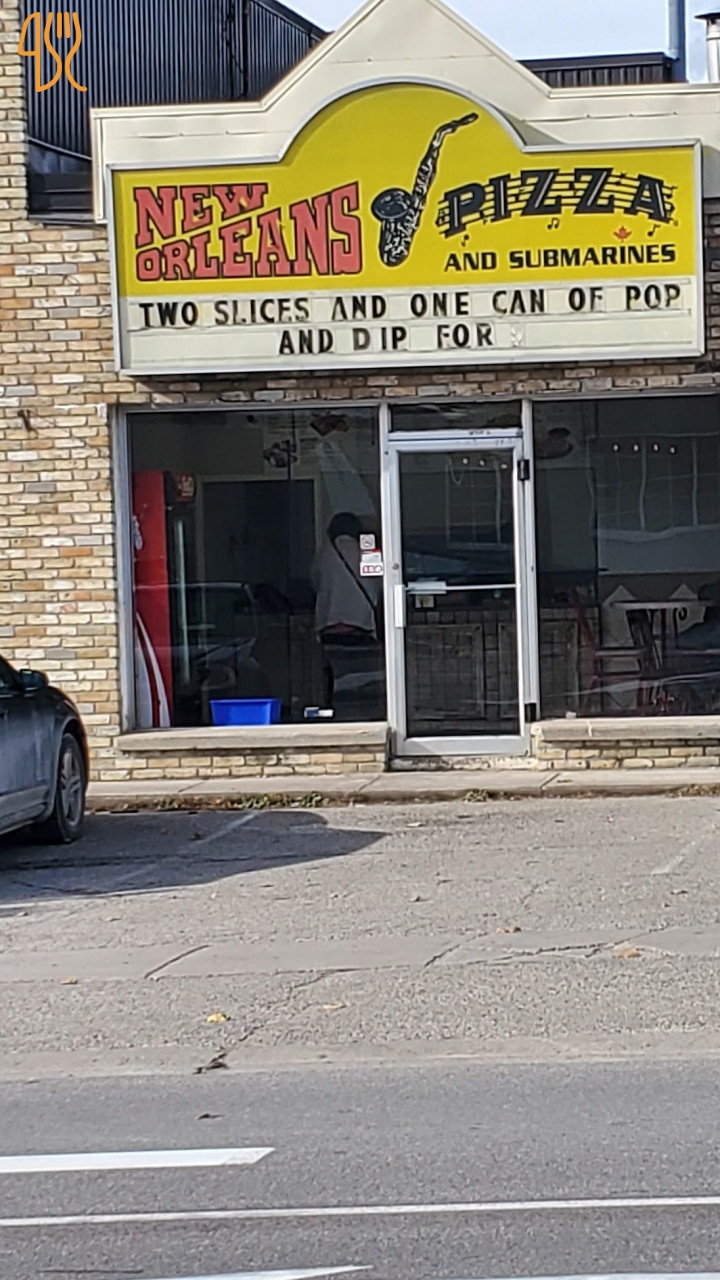 NEW
ORLEANS
PIZZA
AND SUBMARINES
TWO SLICES AND ONE CAN OF POP
AND DIP FOR